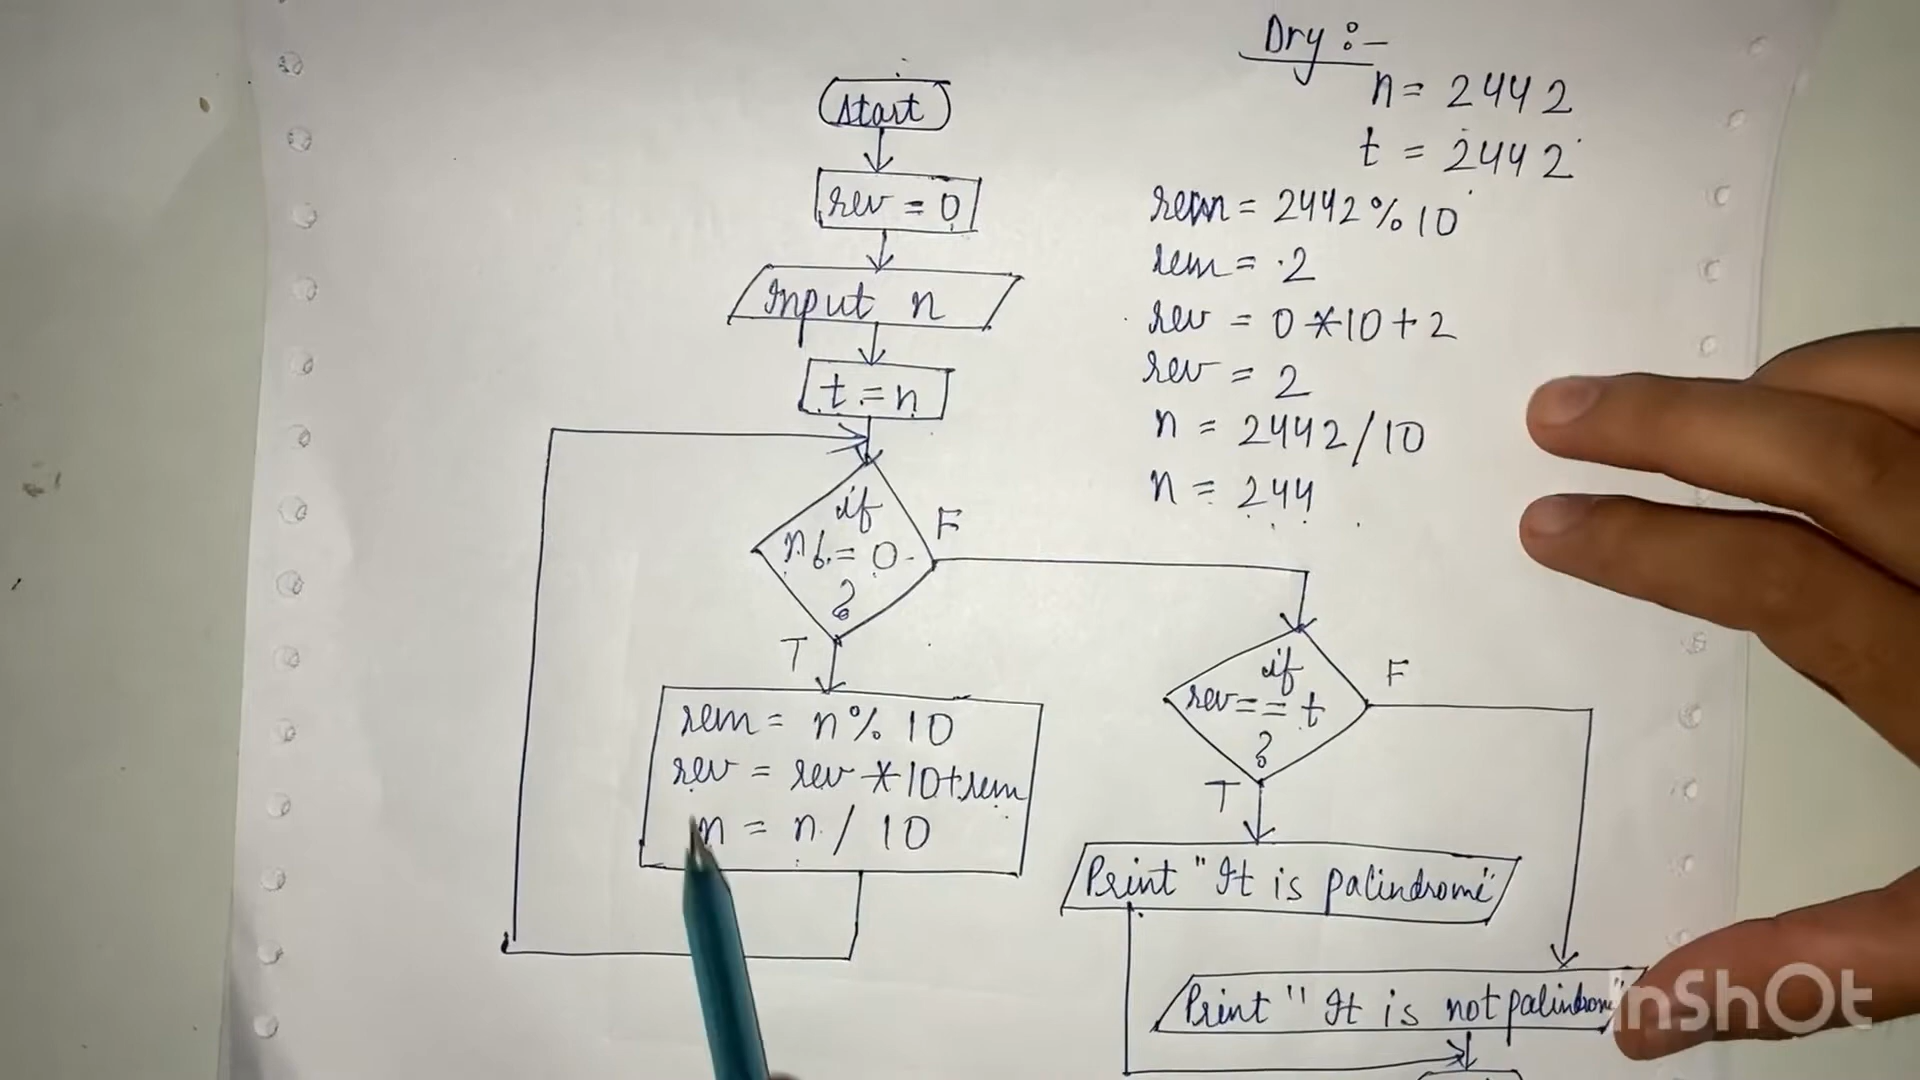 Start
rev = 0
Input n
t = n
if
n != 0
?
F
T
rem = n % 10
rev = rev * 10 + rem
n = n / 10
if
rev == t
?
F
T
Print "It is palindrome"
Print "It is not palindrome"
Dry :-
n = 2442
t = 2442
rem = 2442 % 10
rem = 2
rev = 0 * 10 + 2
rev = 2
n = 2442 / 10
n = 244
InShOt